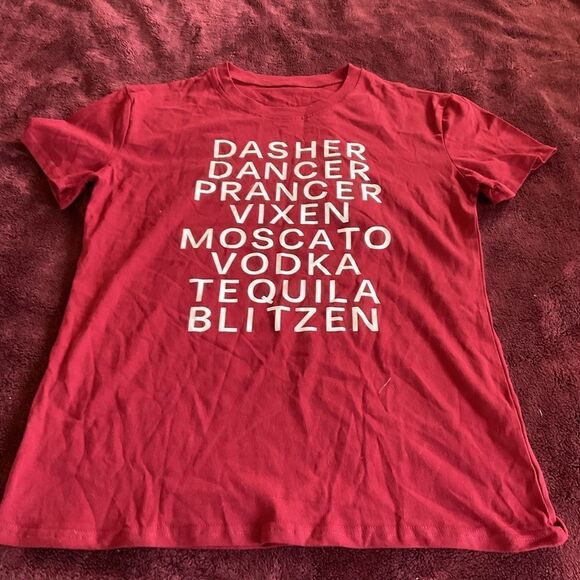 DASHER
DANCER
PRANCER
VIXEN
MOSCATO
VODKA
TEQUILA
BLITZEN